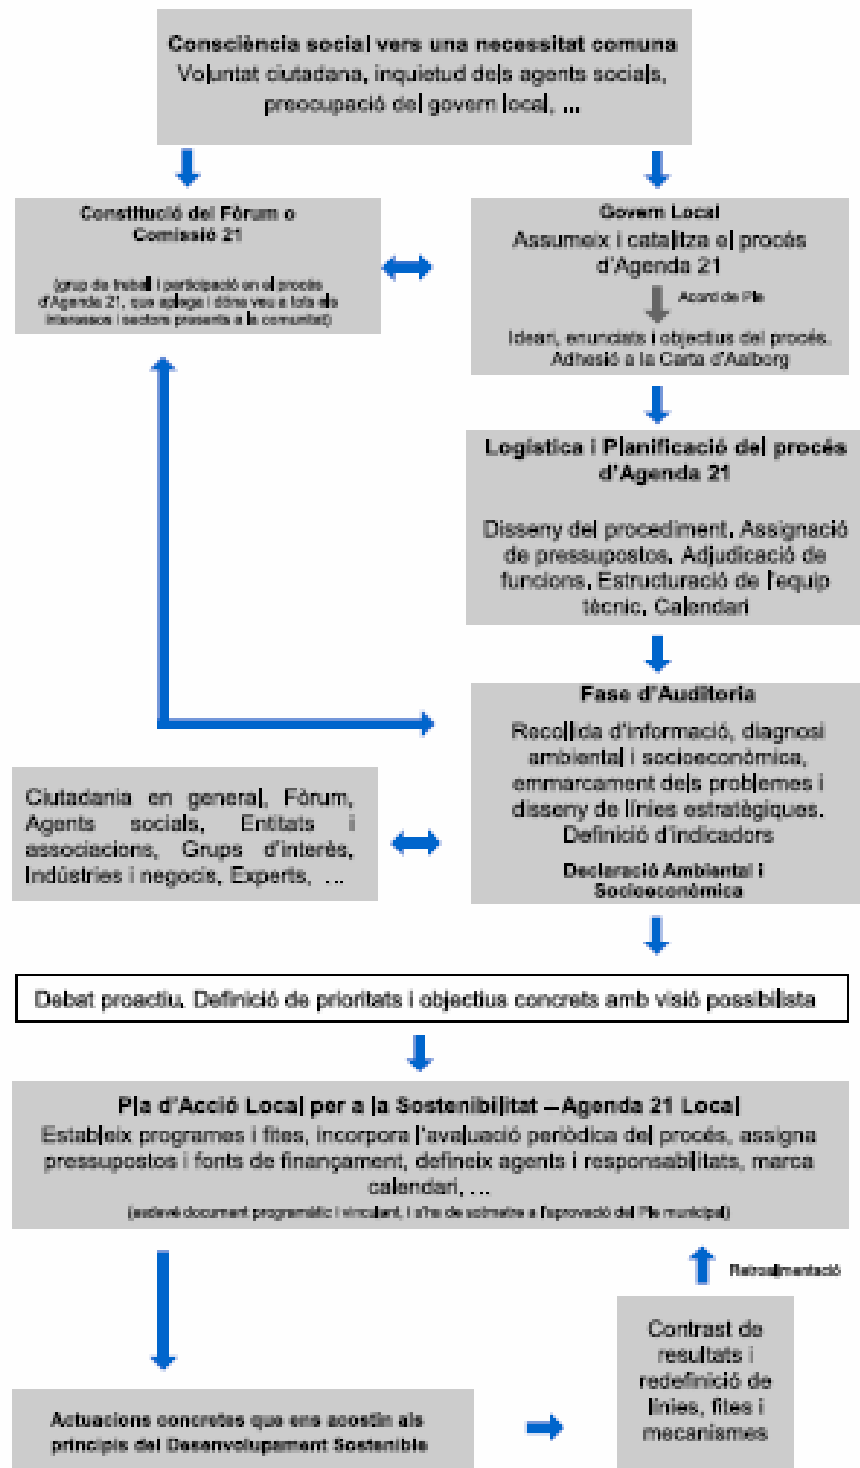 Consciència social vers una necessitat comuna
Voluntat ciutadana, inquietud dels agents socials,
preocupació del govern local, ...
Constitució del Fòrum o
Comissió 21
(grup de treball i participació en el procés
d'Agenda 21, que aplega i dóna veu a tots els
interessos i sectors presents a la comunitat)
Govern Local
Assumeix i catalitza el procés
d'Agenda 21
Acord de Ple
Ideari, enunciats i objectius del procés.
Adhesió a la Carta d'Aalborg
Logística i Planificació del procés
d'Agenda 21
Disseny del procediment. Assignació
de pressupostos. Adjudicació de
funcions. Estructuració de l'equip
tècnic. Calendari
Fase d'Auditoria
Recollida d'informació, diagnosi
ambiental i socioeconòmica,
emmarcament dels problemes i
disseny de línies estratègiques.
Definició d'indicadors
Declaració Ambiental i
Socioeconòmica
Ciutadania en general, Fòrum,
Agents socials, Entitats i
associacions, Grups d'interès,
Indústries i negocis, Experts, ...
Debat proactiu. Definició de prioritats i objectius concrets amb visió possibilista
Pla d'Acció Local per a la Sostenibilitat – Agenda 21 Local
Estableix programes i fites, incorpora l'avaluació periòdica del procés, assigna
pressupostos i fonts de finançament, defineix agents i responsabilitats, marca
calendari, ...
(esdevé document programàtic i vinculant, i s'ha de sotmetre a l'aprovació del Ple municipal)
Retroalimentació
Contrast de
resultats i
redefinició de
línies, fites i
mecanismes
Actuacions concretes que ens acostin als
principis del Desenvolupament Sostenible